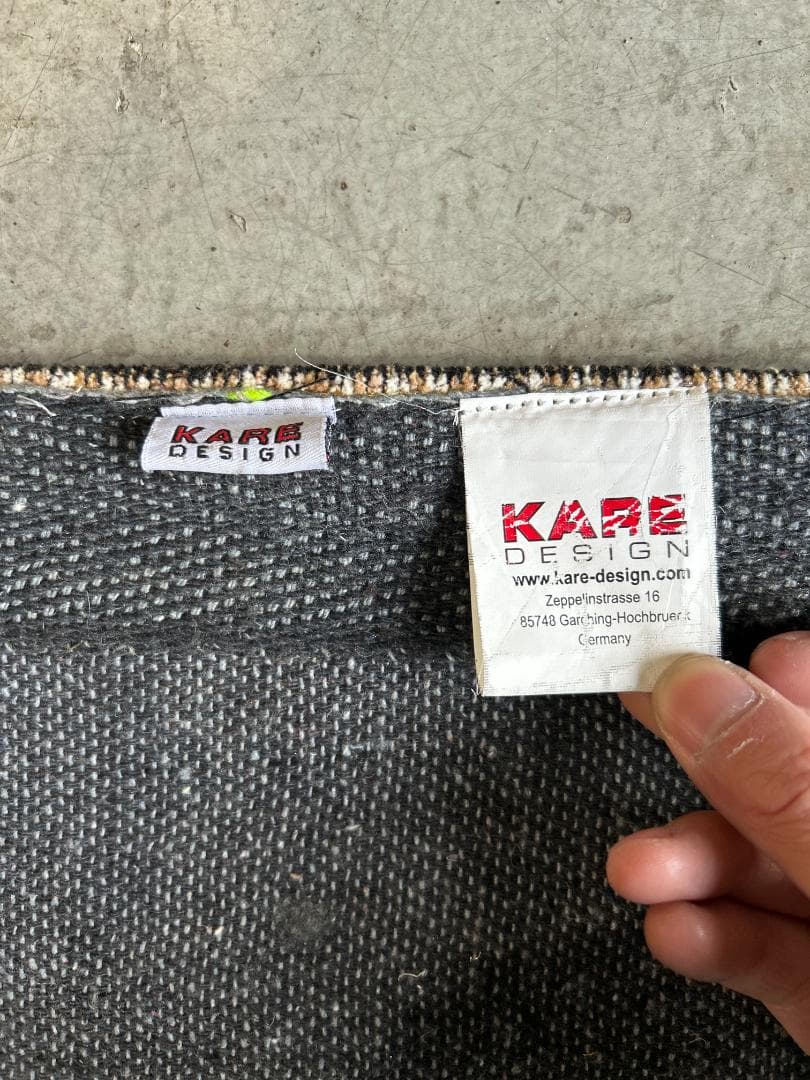 KARE
DESIGN
KARE
DESIGN
www.kare-design.com
Zeppelinstrasse 16
85748 Garching-Hochbrueck
Germany